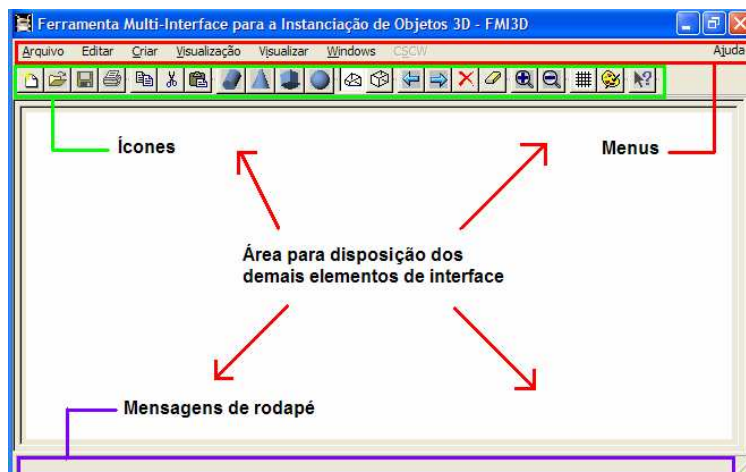 Ferramenta Multi-Interface para a Instanciação de Objetos 3D - FMI3D
Arquivo Editar Criar Visualização Visualizar Windows CSCW Ajuda
Ícones
Menus
Área para disposição dos
demais elementos de interface
Mensagens de rodapé